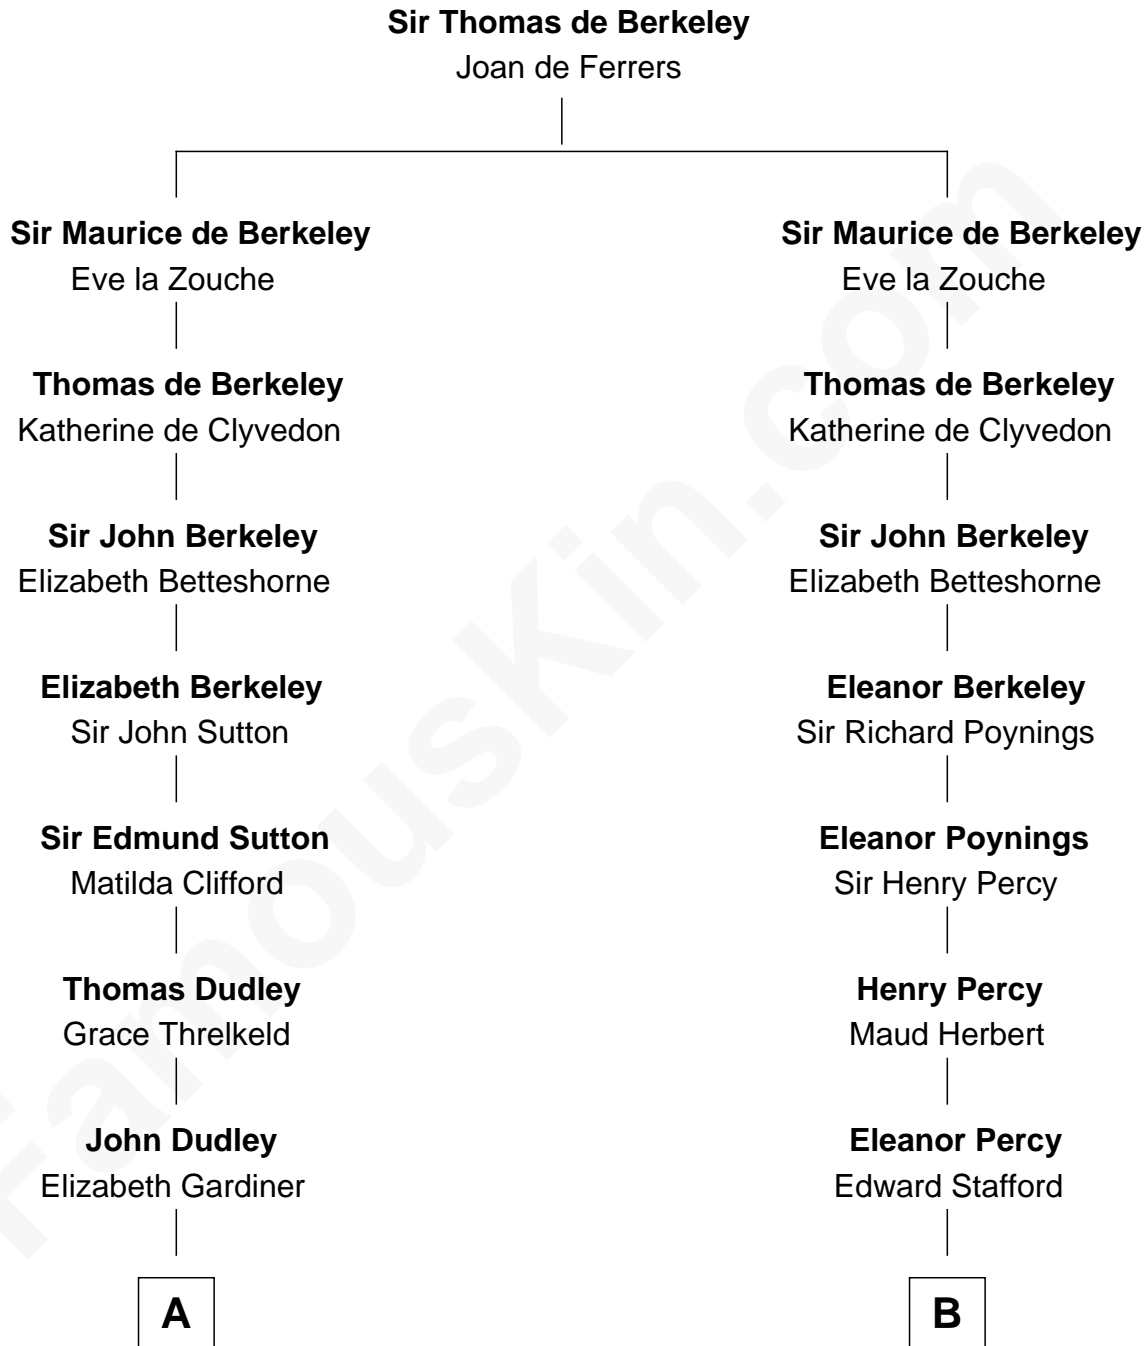 Sir Thomas de Berkeley
Joan de Ferrers
Sir Maurice de Berkeley
Eve la Zouche
Thomas de Berkeley
Katherine de Clyvedon
Sir John Berkeley
Elizabeth Betteshorne
Elizabeth Berkeley
Sir John Sutton
Sir Edmund Sutton
Matilda Clifford
Thomas Dudley
Grace Threlkeld
John Dudley
Elizabeth Gardiner
A
Sir Maurice de Berkeley
Eve la Zouche
Thomas de Berkeley
Katherine de Clyvedon
Sir John Berkeley
Elizabeth Betteshorne
Eleanor Berkeley
Sir Richard Poynings
Eleanor Poynings
Sir Henry Percy
Henry Percy
Maud Herbert
Eleanor Percy
Edward Stafford
B
FamousKin.com